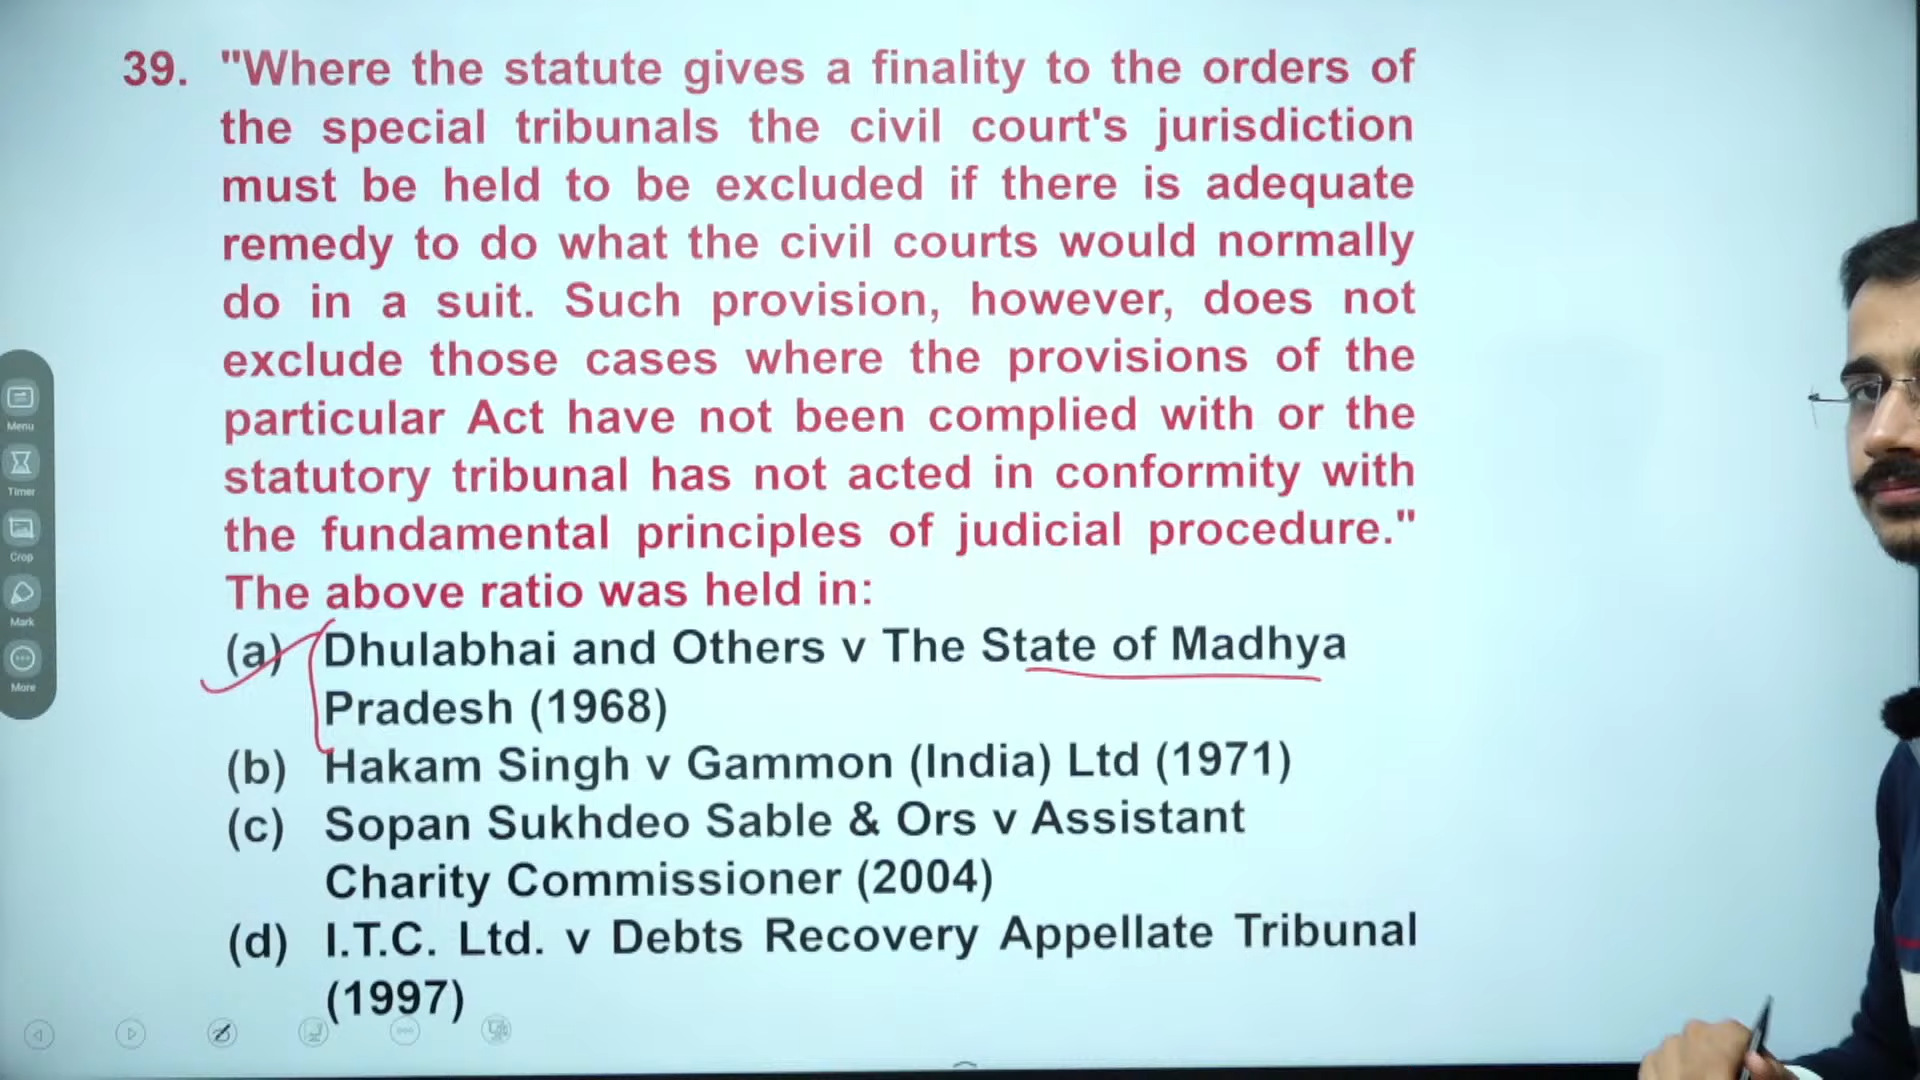 39. "Where the statute gives a finality to the orders of
the special tribunals the civil court's jurisdiction
must be held to be excluded if there is adequate
remedy to do what the civil courts would normally
do in a suit. Such provision, however, does not
exclude those cases where the provisions of the
particular Act have not been complied with or the
statutory tribunal has not acted in conformity with
the fundamental principles of judicial procedure."
The above ratio was held in:
(a) Dhulabhai and Others v The State of Madhya
Pradesh (1968)
(b) Hakam Singh v Gammon (India) Ltd (1971)
(c) Sopan Sukhdeo Sable & Ors v Assistant
Charity Commissioner (2004)
(d) I.T.C. Ltd. v Debts Recovery Appellate Tribunal
(1997)
Menu
Timer
Crop
Mark
More